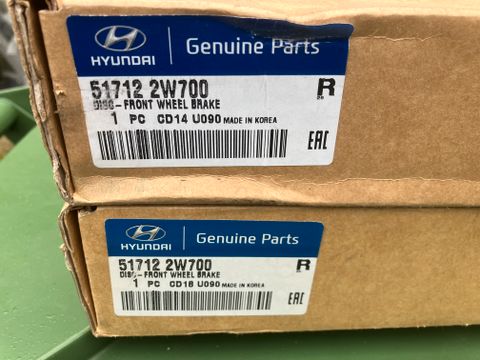 HYUNDAI
Genuine Parts
51712 2W700
R
DISC-FRONT WHEEL BRAKE
1 PC CD14 U090 MADE IN KOREA
EAC
HYUNDAI
Genuine Parts
51712 2W700
R
DISC-FRONT WHEEL BRAKE
1 PC CD18 U090 MADE IN KOREA
EAC